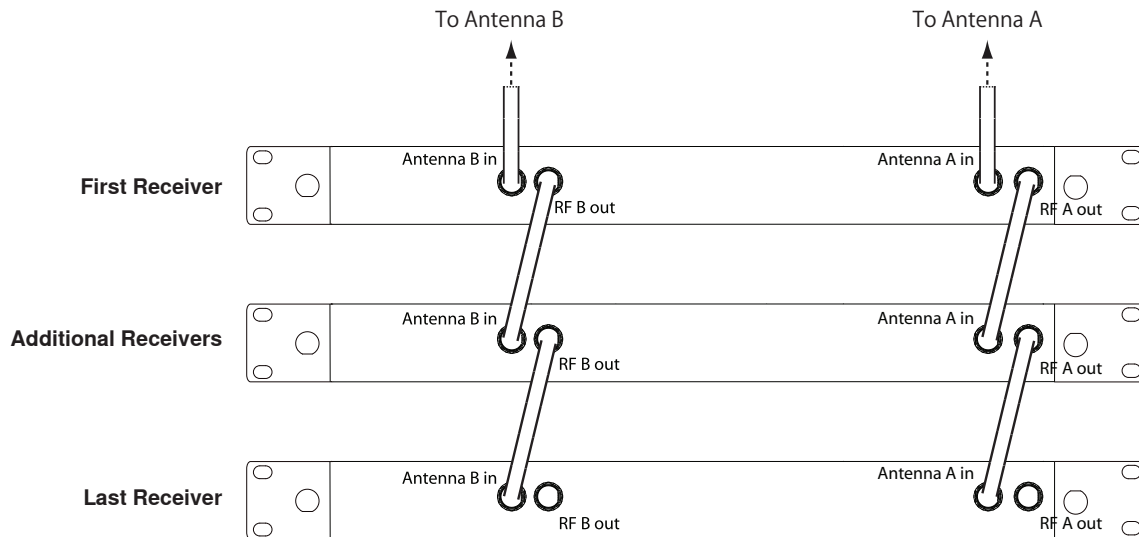 To Antenna B
To Antenna A
Antenna B in
Antenna A in
First Receiver
RF B out
RF A out
Antenna B in
Antenna A in
Additional Receivers
RF B out
RF A out
Antenna B in
Antenna A in
Last Receiver
RF B out
RF A out